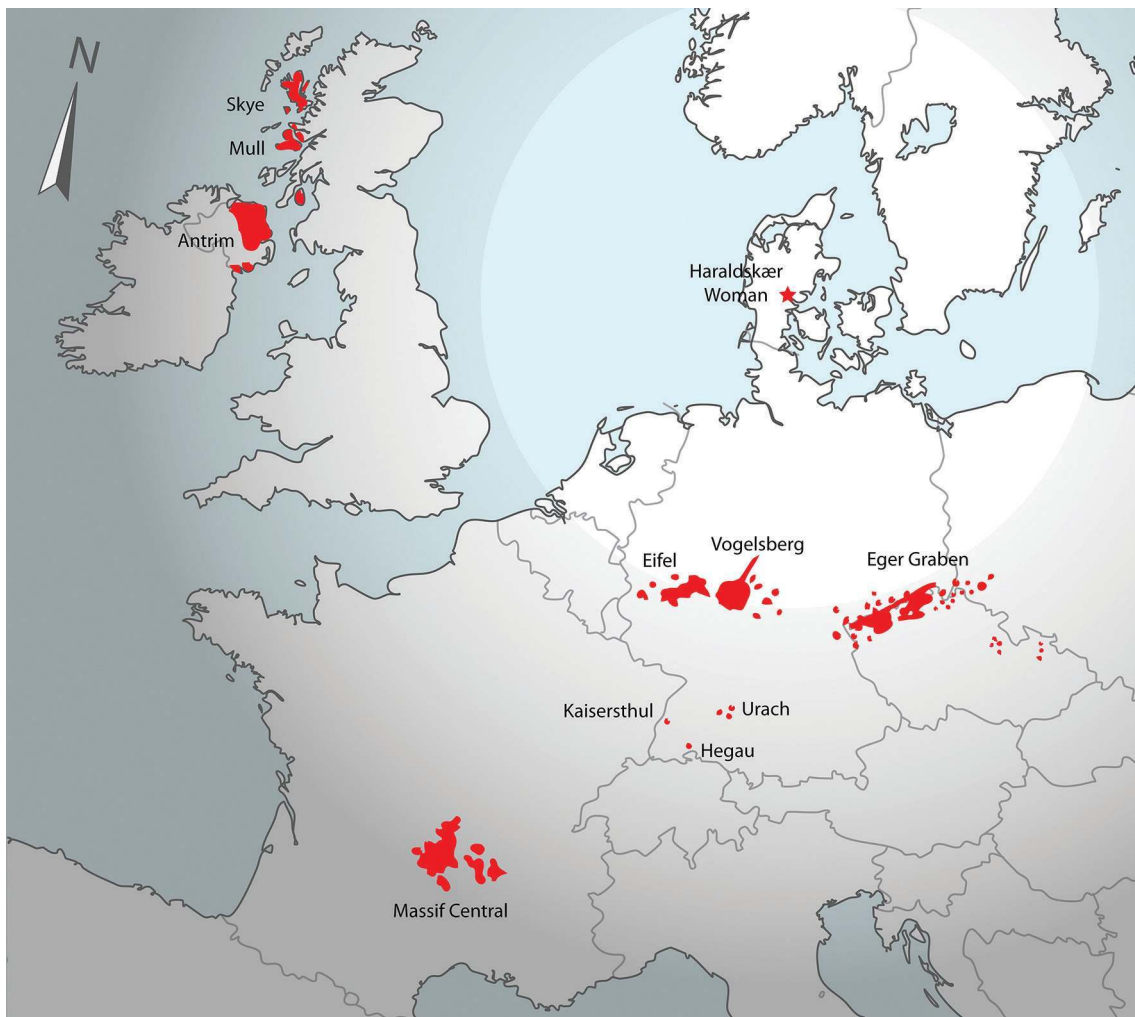 N
Skye
Mull
Antrim
Haraldskær
Woman
Vogelsberg
Eifel
Eger Graben
Kaisersthul
Urach
Hegau
Massif Central